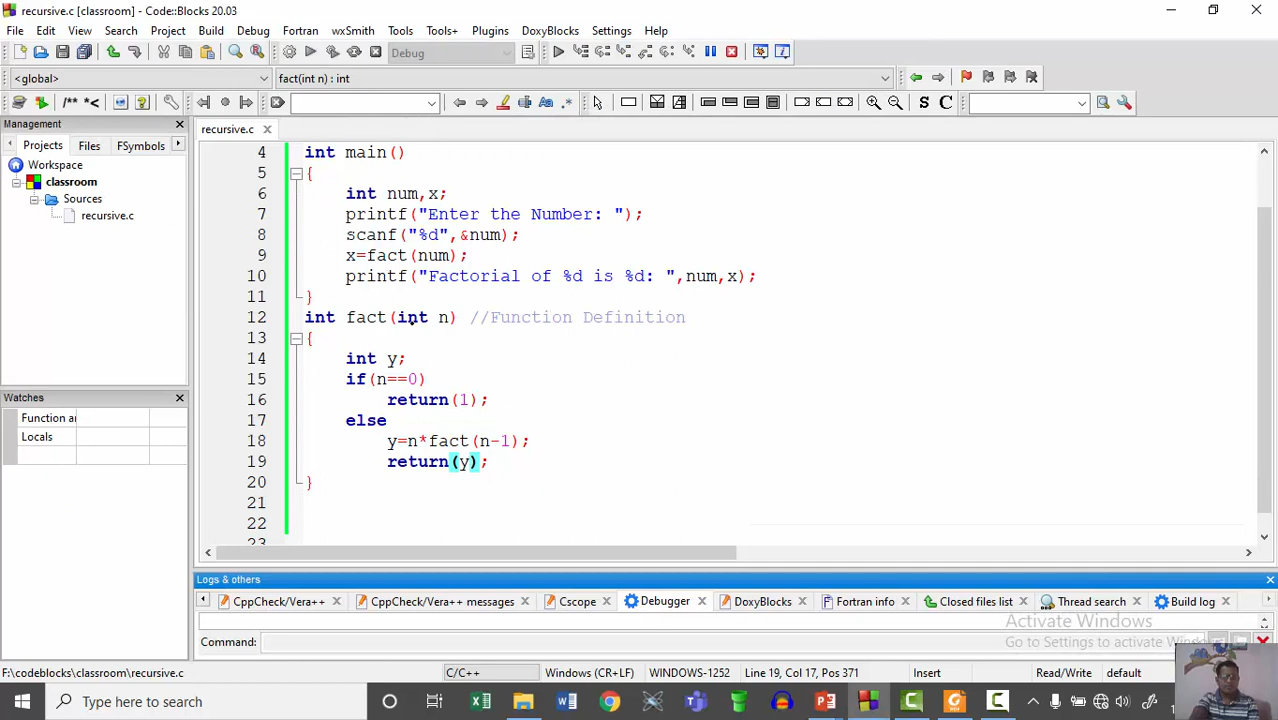 recursive.c [classroom] - Code::Blocks 20.03
File Edit View Search Project Build Debug Fortran wxSmith Tools Tools+ Plugins DoxyBlocks Settings Help
Debug
<global> fact(int n) : int
/** *< S C
Management
Projects Files FSymbols
Workspace
classroom
Sources
recursive.c
Watches
Function ar
Locals
recursive.c
4 int main()
5 {
6 int num,x;
7 printf("Enter the Number: ");
8 scanf("%d",&num);
9 x=fact(num);
10 printf("Factorial of %d is %d: ",num,x);
11 }
12 int fact(int n) //Function Definition
13 {
14 int y;
15 if(n==0)
16 return(1);
17 else
18 y=n*fact(n-1);
19 return(y);
20 }
21
22
23
Logs & others
CppCheck/Vera++ CppCheck/Vera++ messages Cscope Debugger DoxyBlocks Fortran info Closed files list Thread search Build log
Command:
Activate Windows
Go to Settings to activate Windows.
F:\codeblocks\classroom\recursive.c C/C++ Windows (CR+LF) WINDOWS-1252 Line 19, Col 17, Pos 371 Insert Read/Write default
Type here to search